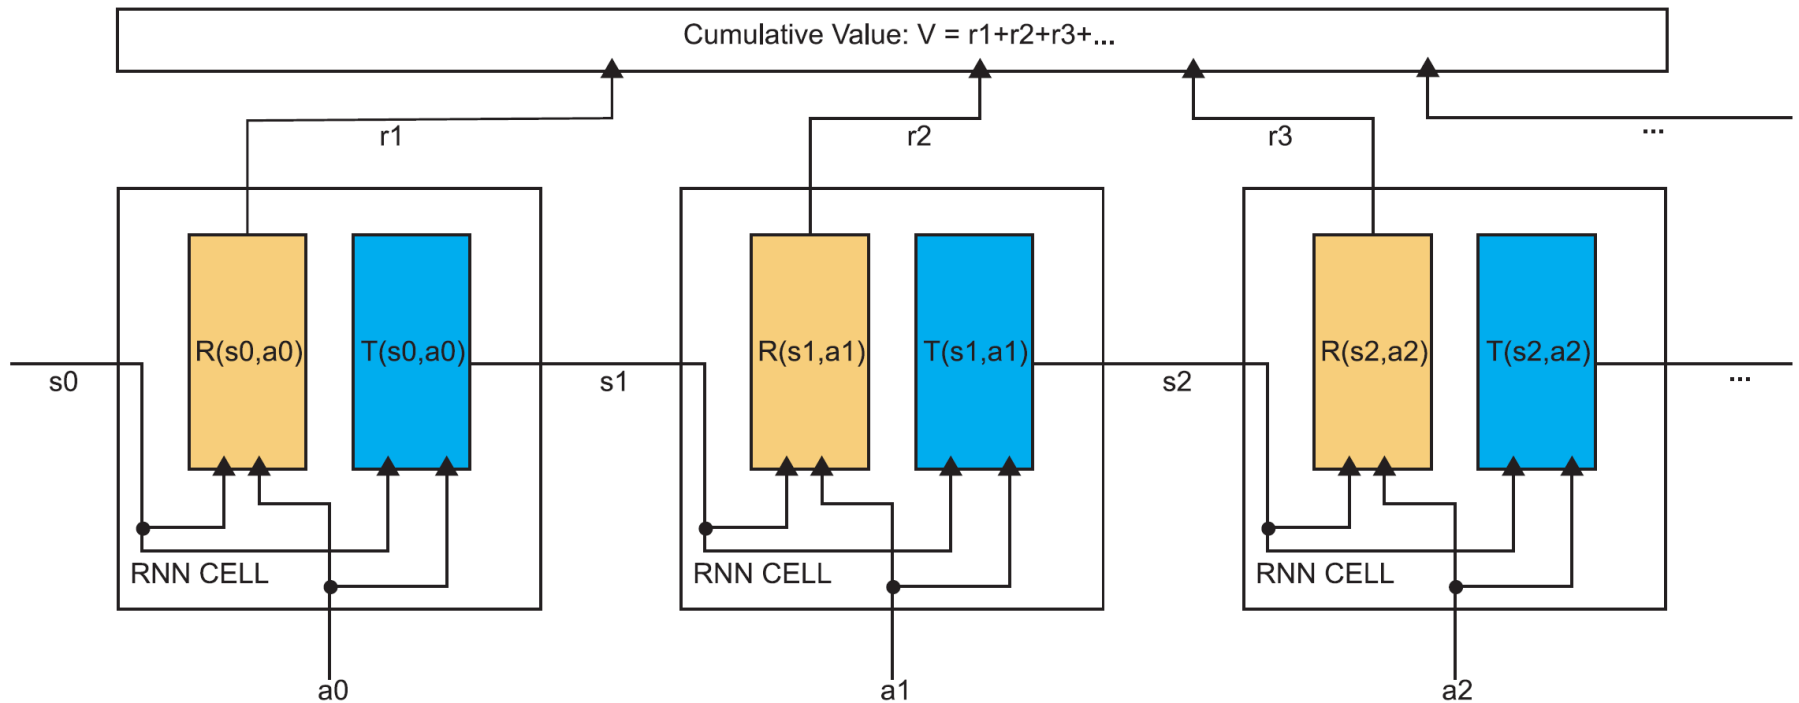 Cumulative Value: V = r1+r2+r3+...
r1
r2
r3
...
R(s0,a0)
T(s0,a0)
R(s1,a1)
T(s1,a1)
R(s2,a2)
T(s2,a2)
s0
s1
s2
...
RNN CELL
RNN CELL
RNN CELL
a0
a1
a2